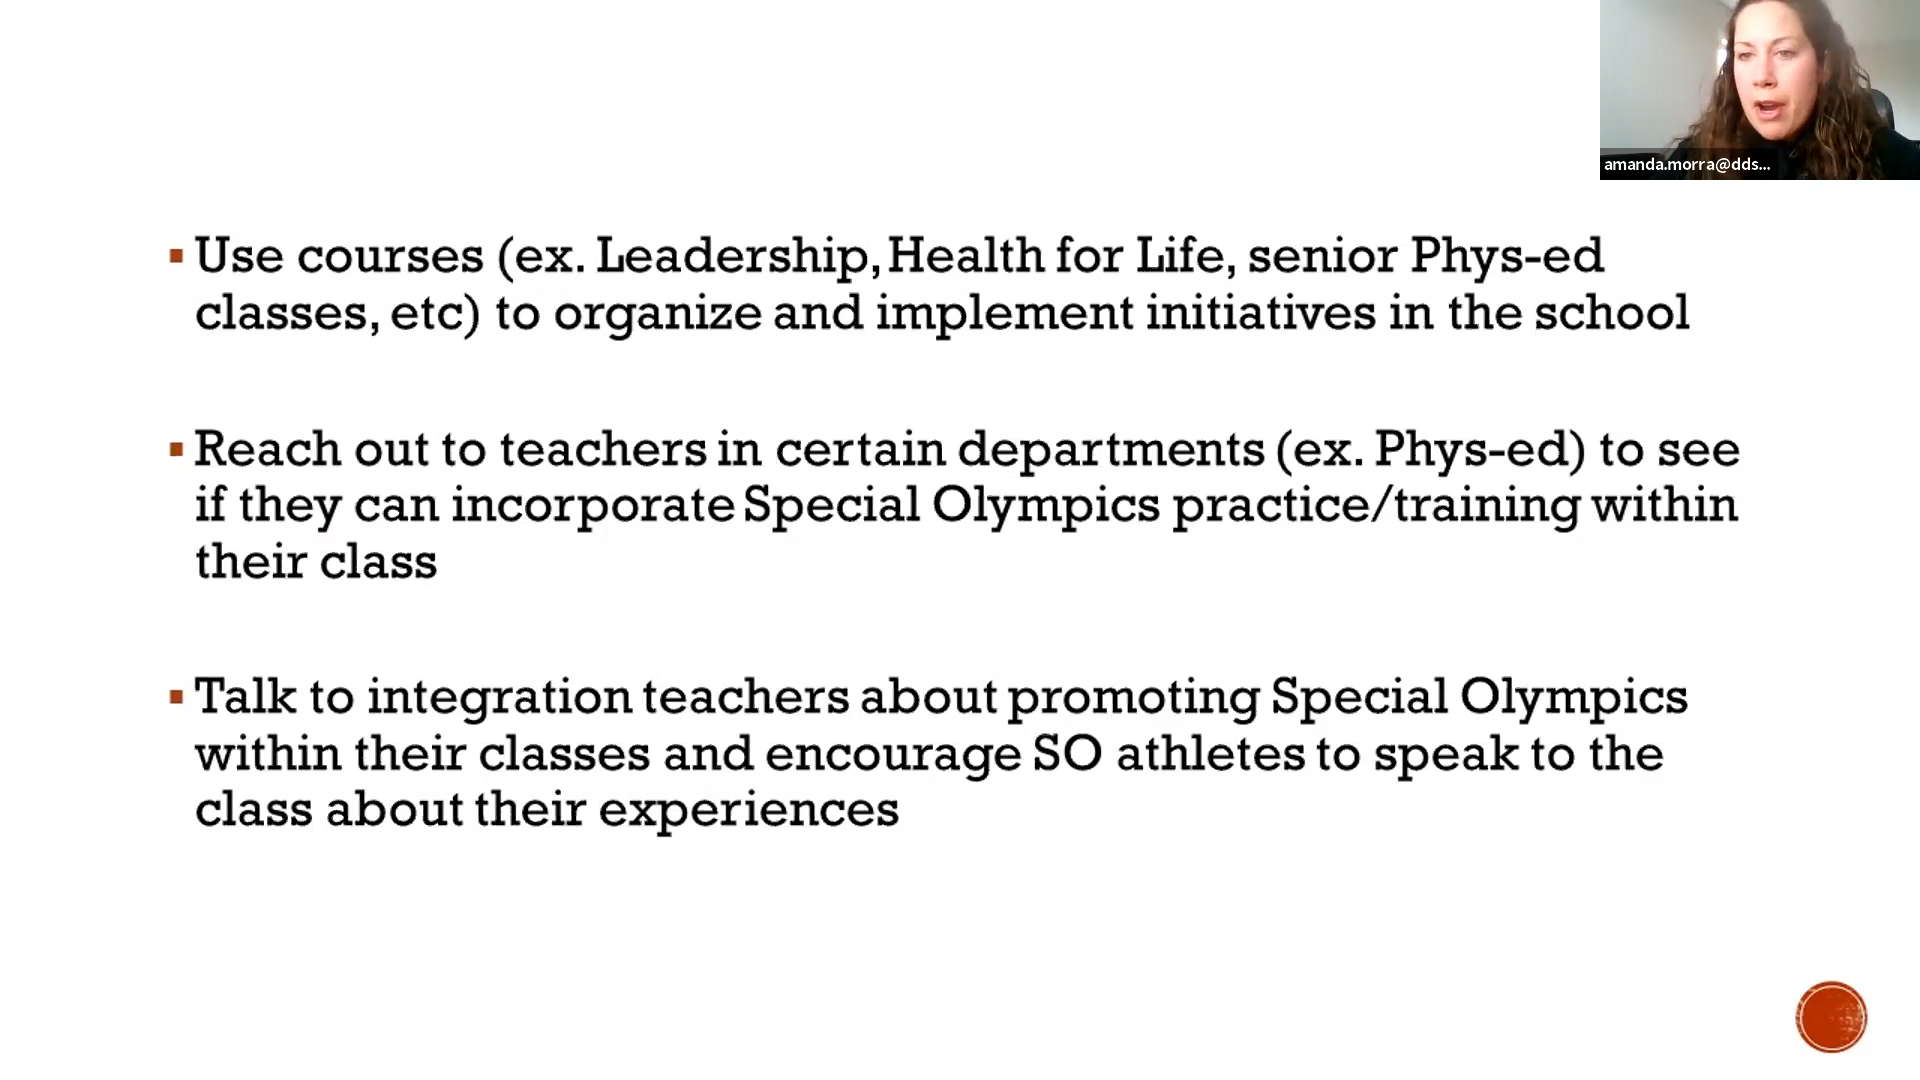 amanda.morra@dds...
Use courses (ex. Leadership, Health for Life, senior Phys-ed
classes, etc) to organize and implement initiatives in the school
Reach out to teachers in certain departments (ex. Phys-ed) to see
if they can incorporate Special Olympics practice/training within
their class
Talk to integration teachers about promoting Special Olympics
within their classes and encourage SO athletes to speak to the
class about their experiences